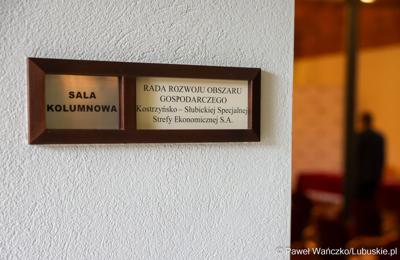 SALA
KOLUMNOWA
RADA ROZWOJU OBSZARU
GOSPODARCZEGO
Kostrzyńsko – Słubickiej Specjalnej
Strefy Ekonomicznej S.A.
© Paweł Wańczko/Lubuskie.pl